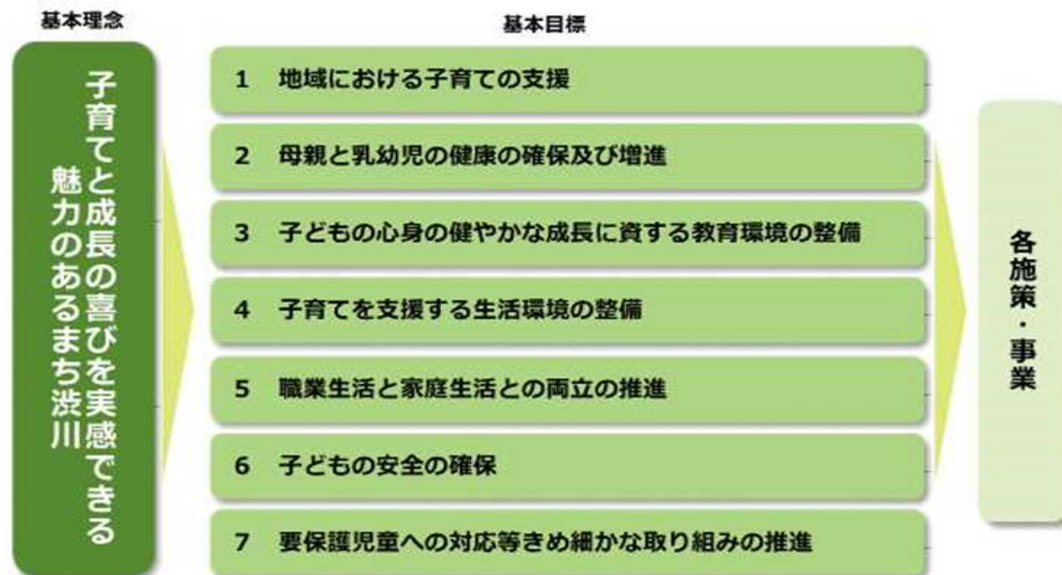 基本理念
子育てと成長の喜びを実感できる
魅力のあるまち渋川
基本目標
1 地域における子育ての支援
2 母親と乳幼児の健康の確保及び増進
3 子どもの心身の健やかな成長に資する教育環境の整備
4 子育てを支援する生活環境の整備
5 職業生活と家庭生活との両立の推進
6 子どもの安全の確保
7 要保護児童への対応等きめ細かな取り組みの推進
各施策・事業